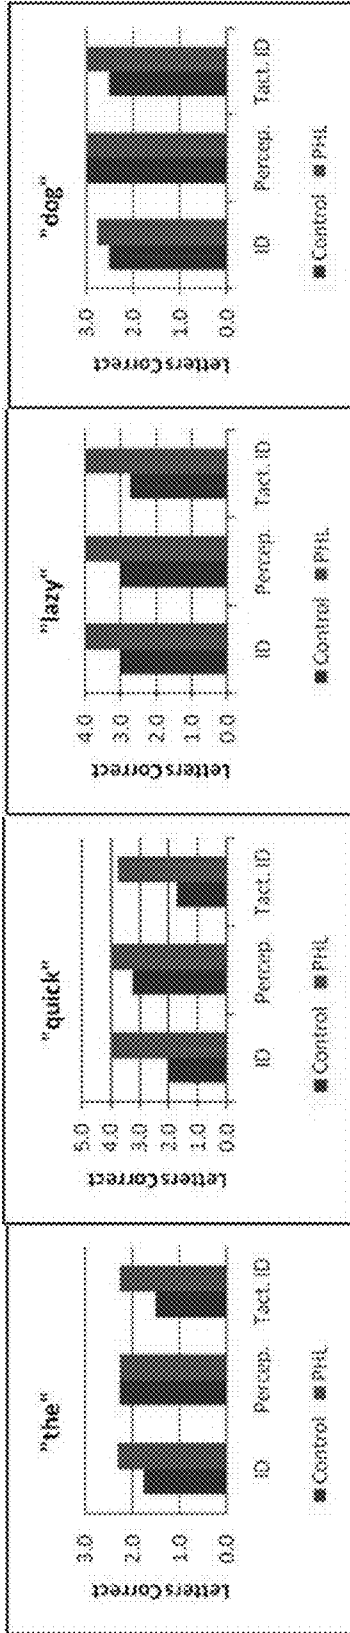 "the"
Letters Correct
3.0
2.0
1.0
0.0
ID Percep. Tact. ID
■ Control ■ PHL
"quick"
Letters Correct
5.0
4.0
3.0
2.0
1.0
0.0
ID Percep. Tact. ID
■ Control ■ PHL
"lazy"
Letters Correct
4.0
3.0
2.0
1.0
0.0
ID Percep. Tact. ID
■ Control ■ PHL
"dog"
Letters Correct
3.0
2.0
1.0
0.0
ID Percep. Tact. ID
■ Control ■ PHL